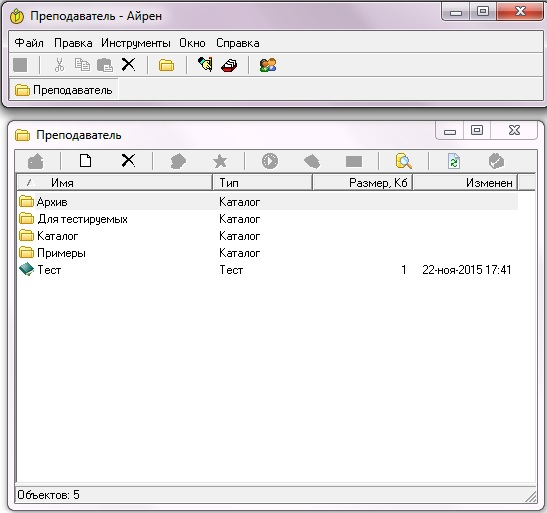 Преподаватель - Айрен
Файл Правка Инструменты Окно Справка
Преподаватель
Преподаватель
Имя Тип Размер, Кб Изменен
Архив Каталог
Для тестируемых Каталог
Каталог Каталог
Примеры Каталог
Тест Тест 1 22-ноя-2015 17:41
Объектов: 5